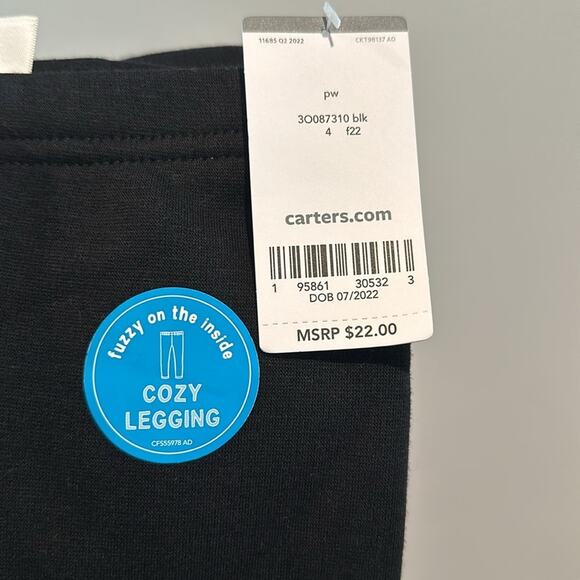 11685 Q2 2022 CKT98137 AD
pw
3O087310 blk
4 f22
carters.com
1 95861 30532 3
DOB 07/2022
MSRP $22.00
fuzzy on the inside
COZY
LEGGING
CFS55978 AD